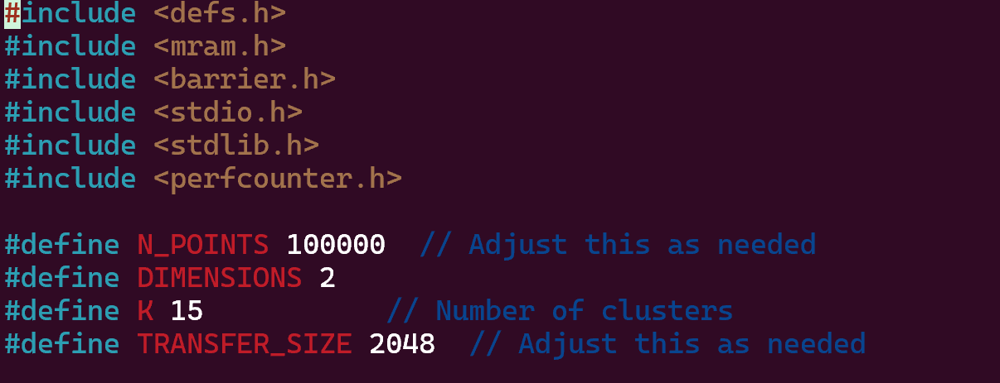 #include <defs.h>
#include <mram.h>
#include <barrier.h>
#include <stdio.h>
#include <stdlib.h>
#include <perfcounter.h>
#define N_POINTS 100000  // Adjust this as needed
#define DIMENSIONS 2
#define K 15           // Number of clusters
#define TRANSFER_SIZE 2048  // Adjust this as needed